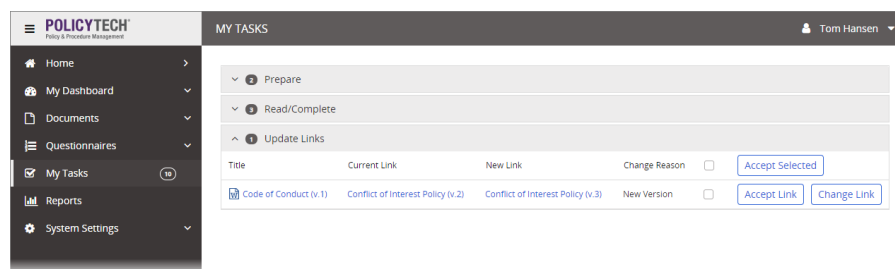 POLICYTECH
Policy & Procedure Management
MY TASKS
Tom Hansen
Home
My Dashboard
Documents
Questionnaires
My Tasks 10
Reports
System Settings
2 Prepare
3 Read/Complete
1 Update Links
Title Current Link New Link Change Reason Accept Selected
Code of Conduct (v.1) Conflict of Interest Policy (v.2) Conflict of Interest Policy (v.3) New Version Accept Link Change Link